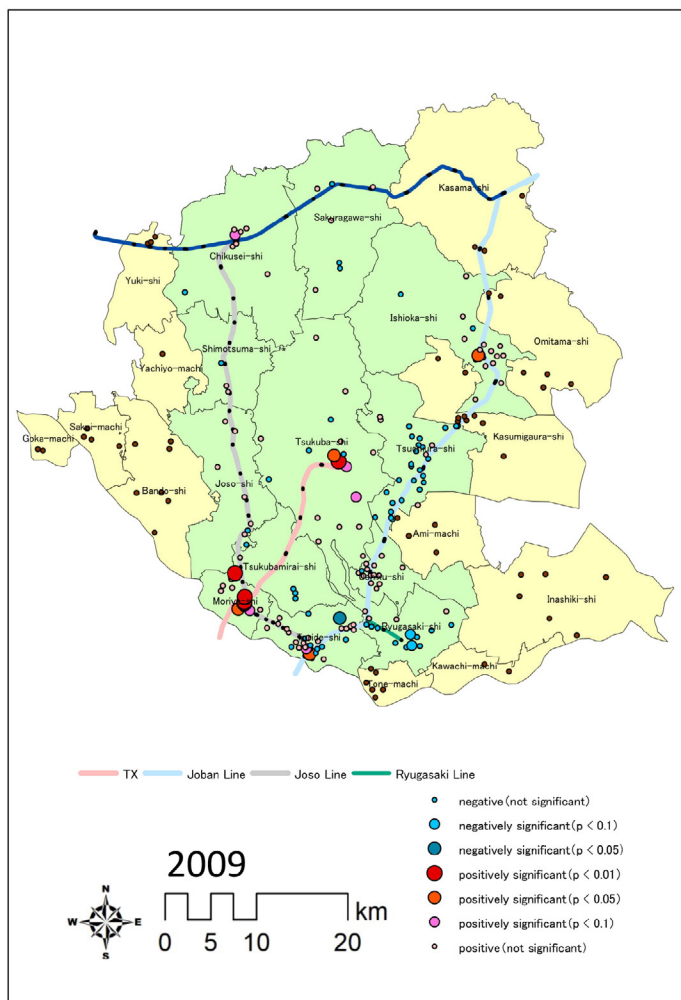 Kasama-shi
Sakuragawa-shi
Chikusei-shi
Yuki-shi
Ishioka-shi
Omitama-shi
Shimotsuma-shi
Yachiyo-machi
Sakai-machi
Goka-machi
Tsukuba-shi
Tsuchiura-shi
Kasumigaura-shi
Bando-shi
Joso-shi
Ami-machi
Tsukubamirai-shi
Inashiki-shi
Moriya-shi
Ryugasaki-shi
Kawachi-machi
Tone-machi
TX Joban Line Joso Line Ryugasaki Line
negative(not significant)
negatively significant(p < 0.1)
negatively significant(p < 0.05)
positively significant(p < 0.01)
positively significant(p < 0.05)
positively significant(p < 0.1)
positive(not significant)
2009
N
W E
S
km
0 5 10 20